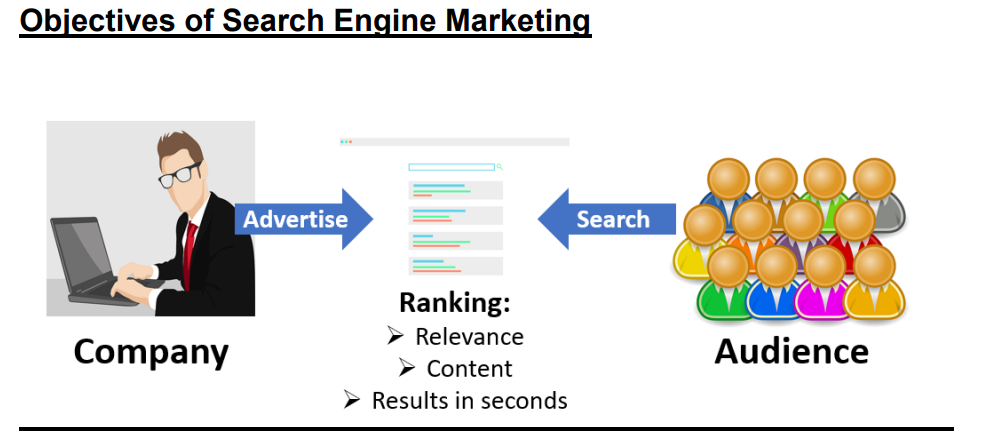 Objectives of Search Engine Marketing
Advertise
Search
Ranking:
➢ Relevance
➢ Content
➢ Results in seconds
Company
Audience